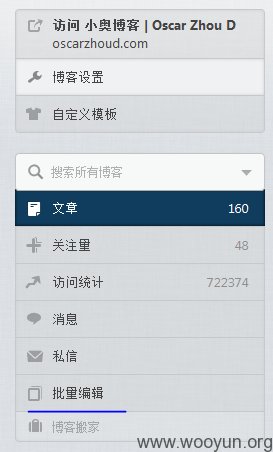 访问 小奥博客 | Oscar Zhou D
oscarzhoud.com
博客设置
自定义模板
搜索所有博客
文章 160
关注量 48
访问统计 722374
消息
私信
批量编辑
博客搬家
www.wooyun.org